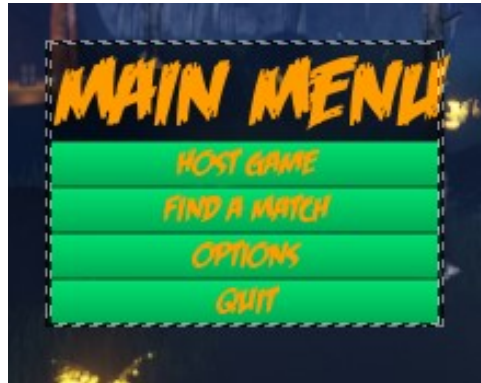 MAIN MENU
HOST GAME
FIND A MATCH
OPTIONS
QUIT